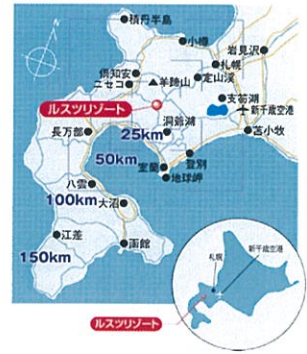 積丹半島
小樽
岩見沢
倶知安
札幌
ニセコ
羊蹄山
定山渓
支笏湖
ルスツリゾート
新千歳空港
長万部
洞爺湖
25km
苫小牧
50km
登別
室蘭
地球岬
八雲
100km
大沼
江差
150km
函館
札幌
新千歳空港
ルスツリゾート